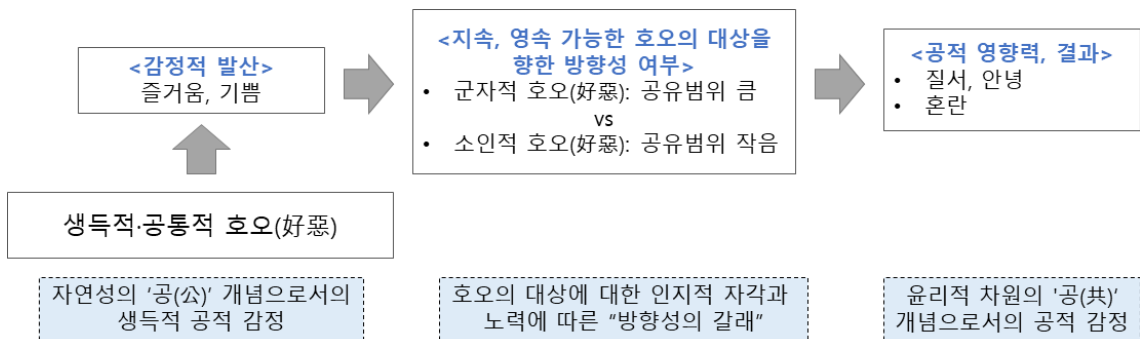 <감정적 발산>
즐거움, 기쁨
생득적·공통적 호오(好惡)
<지속, 영속 가능한 호오의 대상을
향한 방향성 여부>
• 군자적 호오(好惡): 공유범위 큼
vs
• 소인적 호오(好惡): 공유범위 작음
<공적 영향력, 결과>
• 질서, 안녕
• 혼란
자연성의 '공(公)' 개념으로서의
생득적 공적 감정
호오의 대상에 대한 인지적 자각과
노력에 따른 "방향성의 갈래"
윤리적 차원의 '공(共)'
개념으로서의 공적 감정